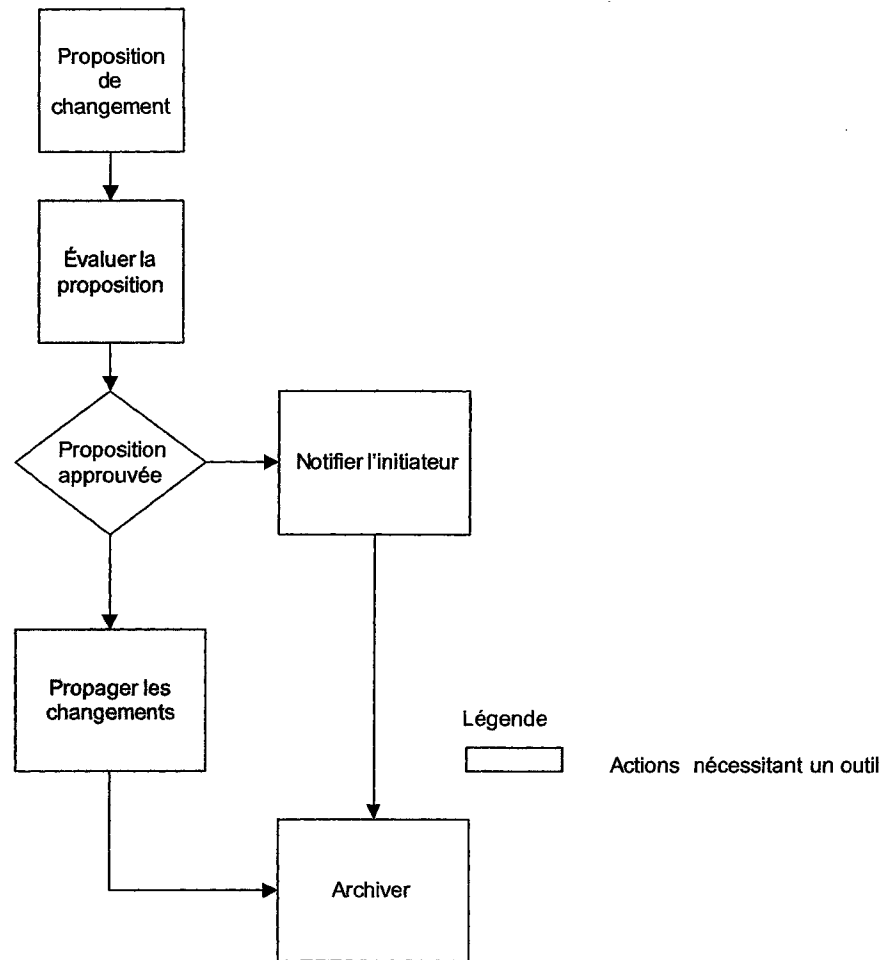 Proposition
de
changement
Évaluer la
proposition
Proposition
approuvée
Notifier l'initiateur
Propager les
changements
Légende
Actions nécessitant un outil
Archiver